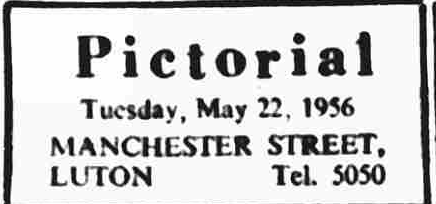 Pictorial
Tuesday, May 22, 1956
MANCHESTER STREET,
LUTON Tel. 5050